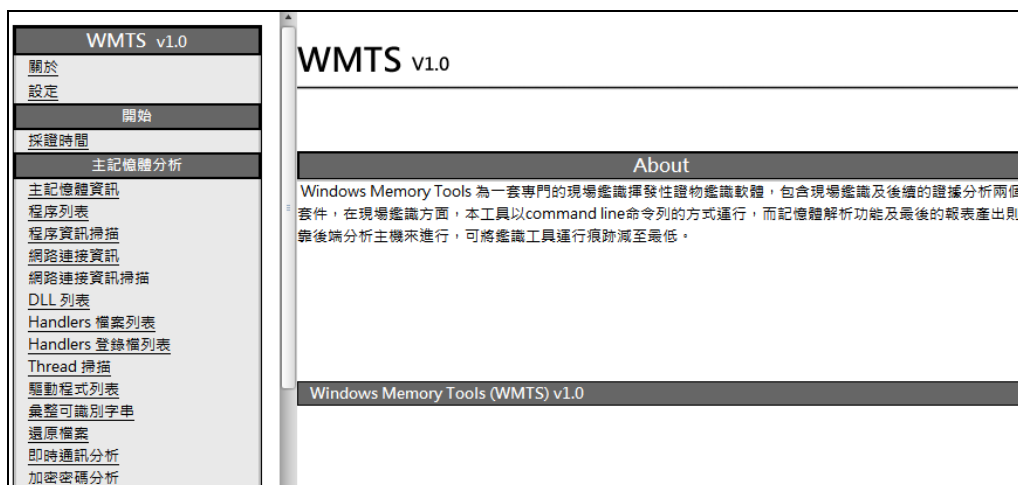 WMTS v1.0
關於
設定
開始
採證時間
主記憶體分析
主記憶體資訊
程序列表
程序資訊掃描
網路連接資訊
網路連接資訊掃描
DLL 列表
Handlers 檔案列表
Handlers 登錄檔列表
Thread 掃描
驅動程式列表
彙整可識別字串
還原檔案
即時通訊分析
加密密碼分析
WMTS V1.0
About
Windows Memory Tools 為一套專門的現場鑑識揮發性證物鑑識軟體，包含現場鑑識及後續的證據分析兩個
套件，在現場鑑識方面，本工具以command line命令列的方式運行，而記憶體解析功能及最後的報表產出則
靠後端分析主機來進行，可將鑑識工具運行痕跡減至最低。
Windows Memory Tools (WMTS) v1.0